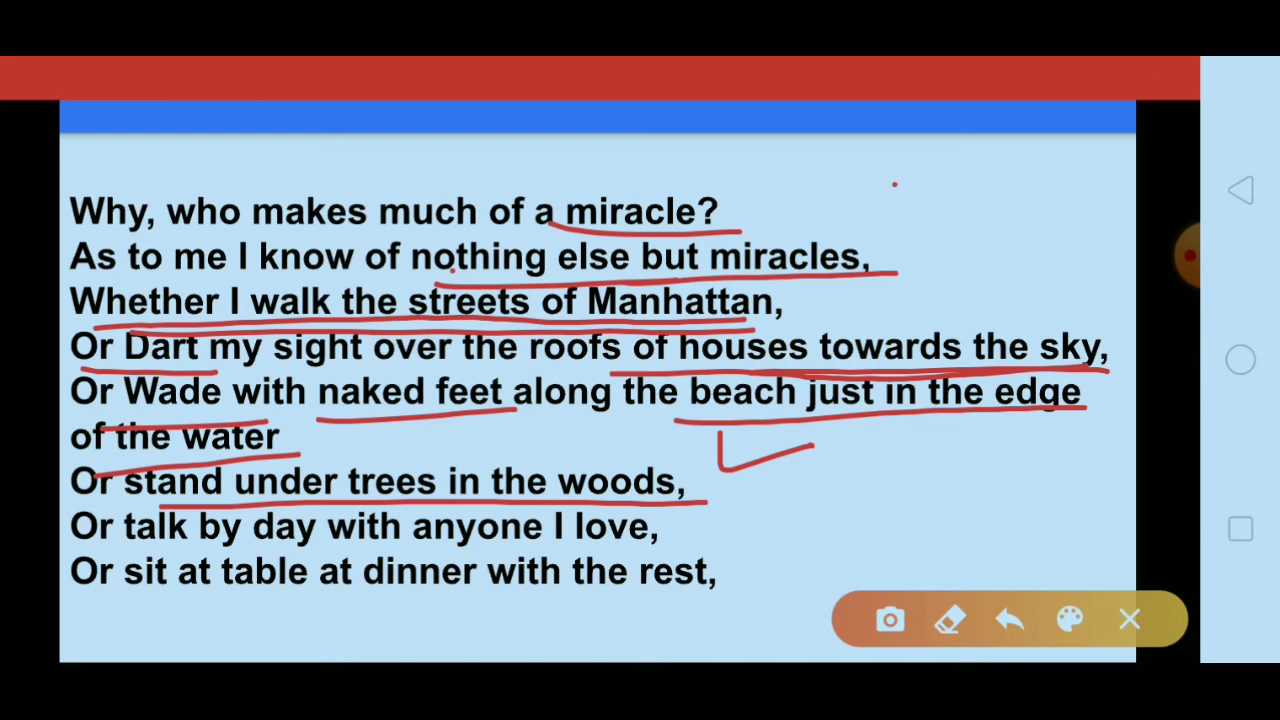 Why, who makes much of a miracle?
As to me I know of nothing else but miracles,
Whether I walk the streets of Manhattan,
Or Dart my sight over the roofs of houses towards the sky,
Or Wade with naked feet along the beach just in the edge
of the water
Or stand under trees in the woods,
Or talk by day with anyone I love,
Or sit at table at dinner with the rest,